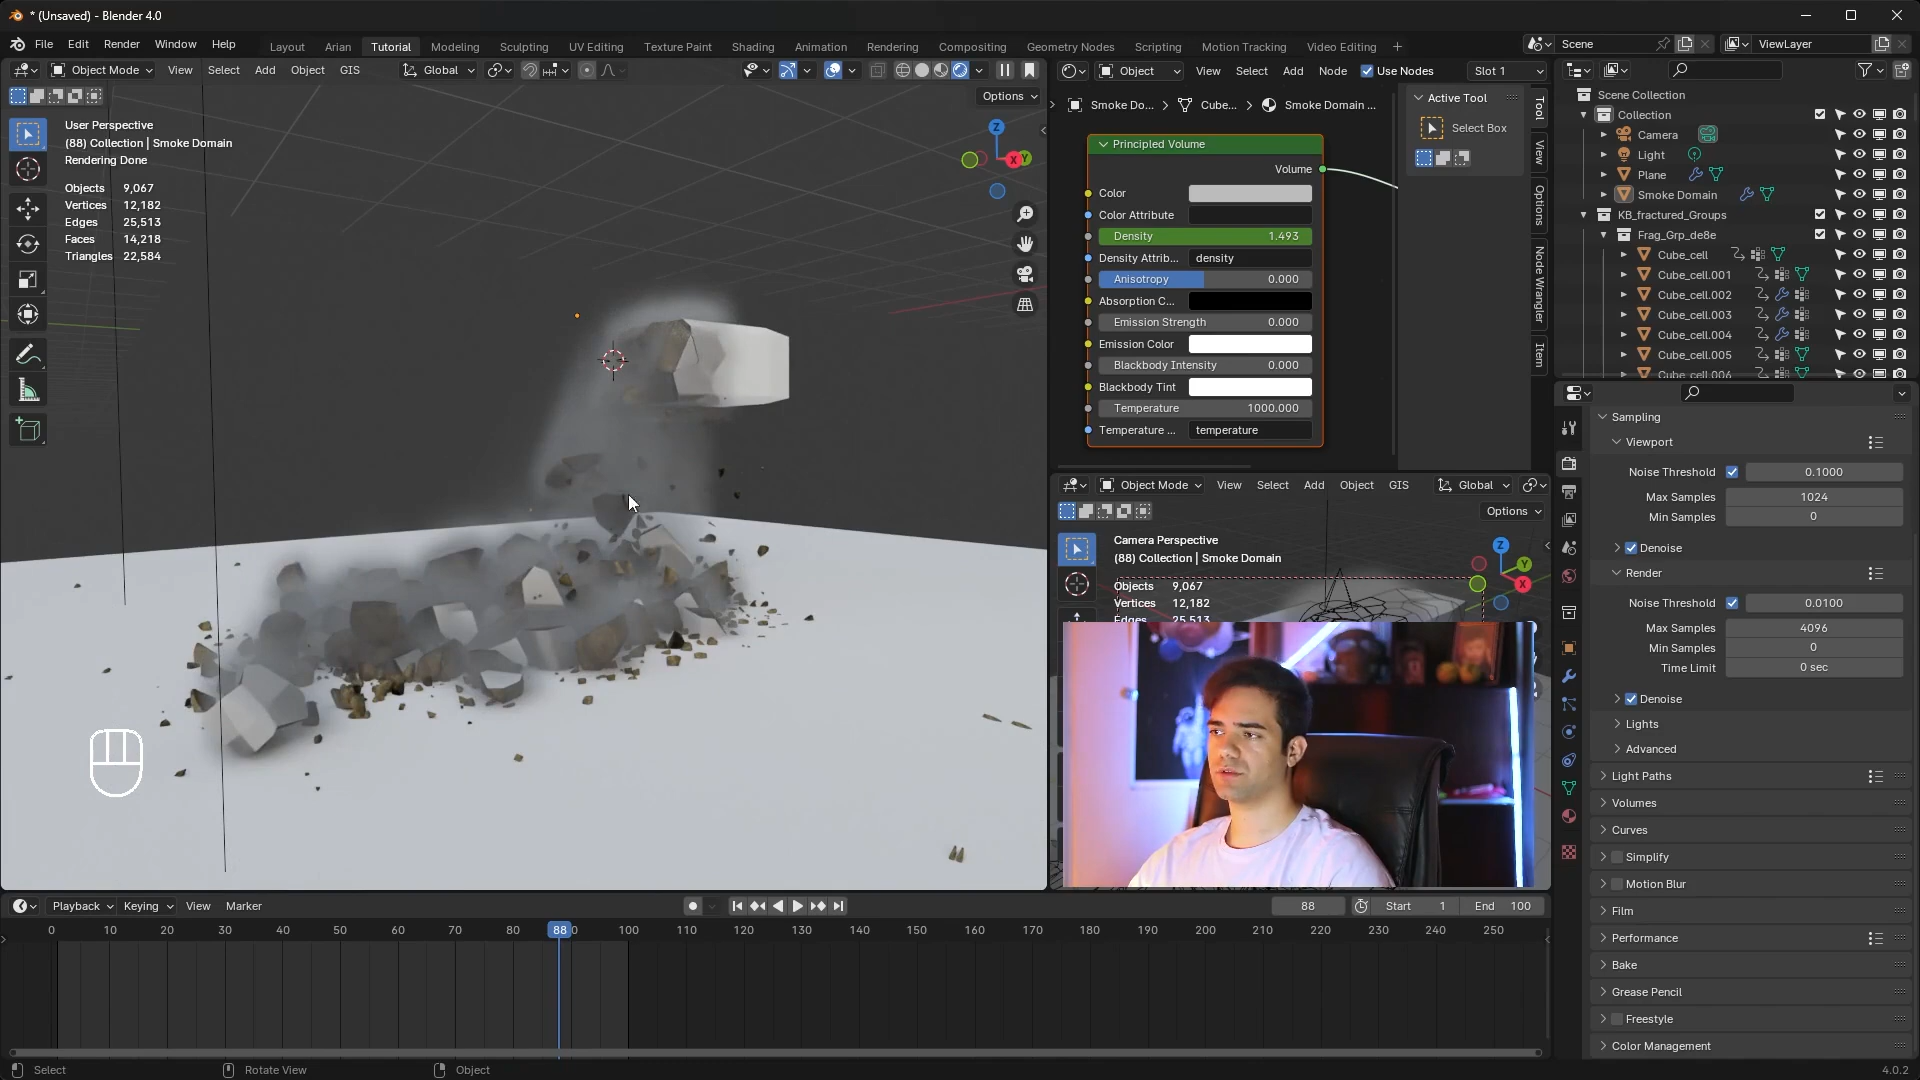 * (Unsaved) - Blender 4.0
File Edit Render Window Help
Layout Arian Tutorial Modeling Sculpting UV Editing Texture Paint Shading Animation Rendering Compositing Geometry Nodes Scripting Motion Tracking Video Editing +
Scene
ViewLayer
Object Mode View Select Add Object GIS Global
Options
User Perspective
(88) Collection | Smoke Domain
Rendering Done
Objects 9,067
Vertices 12,182
Edges 25,513
Faces 14,218
Triangles 22,584
Z
X
Y
Object View Select Add Node Use Nodes Slot 1
Smoke Do... > Cube... > Smoke Domain ...
Principled Volume
Volume
Color
Color Attribute
Density 1.493
Density Attrib... density
Anisotropy 0.000
Absorption C...
Emission Strength 0.000
Emission Color
Blackbody Intensity 0.000
Blackbody Tint
Temperature 1000.000
Temperature ... temperature
Active Tool
Select Box
Tool
View
Options
Node Wrangler
Item
Object Mode View Select Add Object GIS Global
Options
Camera Perspective
(88) Collection | Smoke Domain
Objects 9,067
Vertices 12,182
Edges 25,513
Z
Y
X
Scene Collection
Collection
Camera
Light
Plane
Smoke Domain
KB_fractured_Groups
Frag_Grp_de8e
Cube_cell
Cube_cell.001
Cube_cell.002
Cube_cell.003
Cube_cell.004
Cube_cell.005
Cube_cell.006
Sampling
Viewport
Noise Threshold 0.1000
Max Samples 1024
Min Samples 0
Denoise
Render
Noise Threshold 0.0100
Max Samples 4096
Min Samples 0
Time Limit 0 sec
Denoise
Lights
Advanced
Light Paths
Volumes
Curves
Simplify
Motion Blur
Film
Performance
Bake
Grease Pencil
Freestyle
Color Management
Playback Keying View Marker
88 Start 1 End 100
0 10 20 30 40 50 60 70 80 88 0 100 110 120 130 140 150 160 170 180 190 200 210 220 230 240 250
Select Rotate View Object
4.0.2